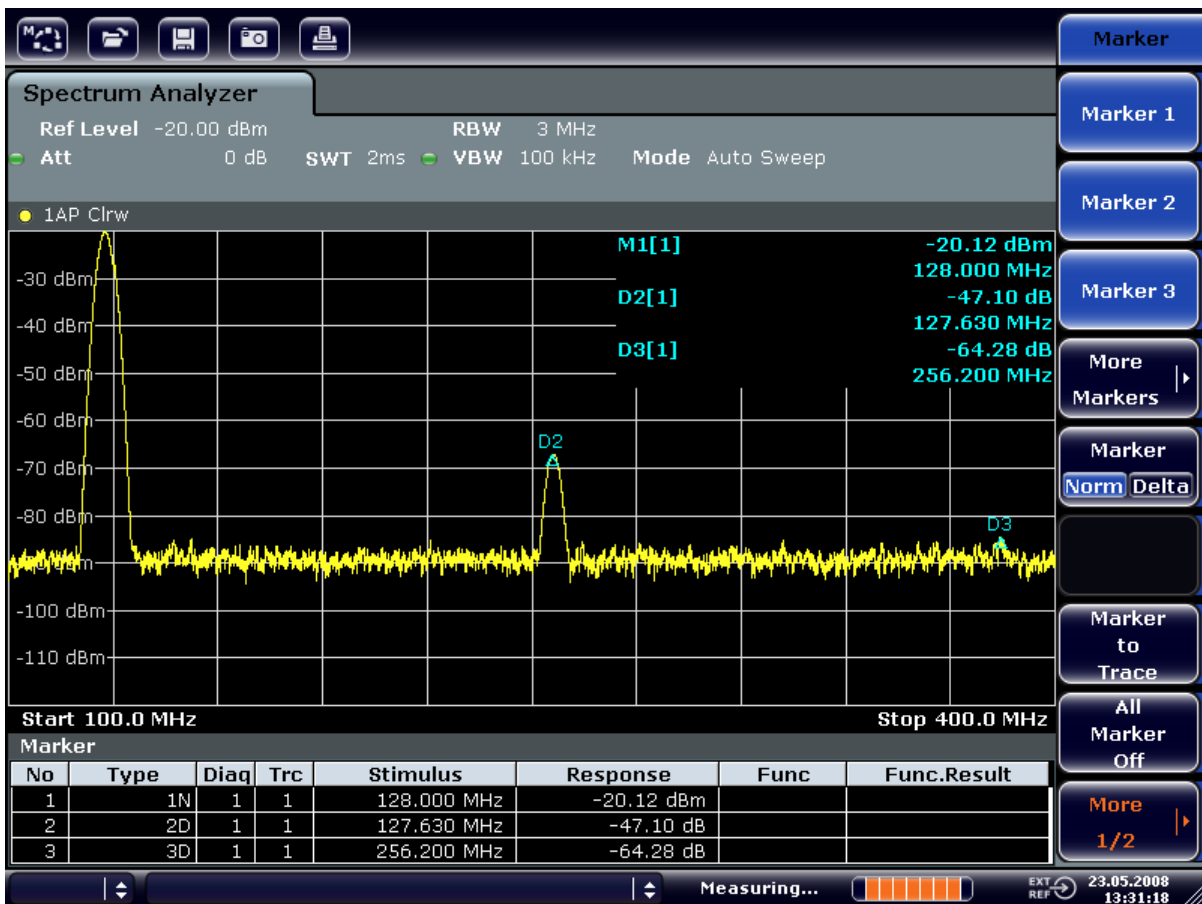 Marker
Spectrum Analyzer
Ref Level -20.00 dBm RBW 3 MHz
Att 0 dB SWT 2ms VBW 100 kHz Mode Auto Sweep
1AP Clrw
M1[1] -20.12 dBm
128.000 MHz
D2[1] -47.10 dB
127.630 MHz
D3[1] -64.28 dB
256.200 MHz
-30 dBm
-40 dBm
-50 dBm
-60 dBm
-70 dBm
-80 dBm
-100 dBm
-110 dBm
D2
D3
Start 100.0 MHz Stop 400.0 MHz
Marker
No Type Diag Trc Stimulus Response Func Func.Result
1 1N 1 1 128.000 MHz -20.12 dBm
2 2D 1 1 127.630 MHz -47.10 dB
3 3D 1 1 256.200 MHz -64.28 dB
Measuring...
EXT
REF
23.05.2008
13:31:18
Marker 1
Marker 2
Marker 3
More
Markers
Marker
Norm Delta
Marker
to
Trace
All
Marker
Off
More
1/2